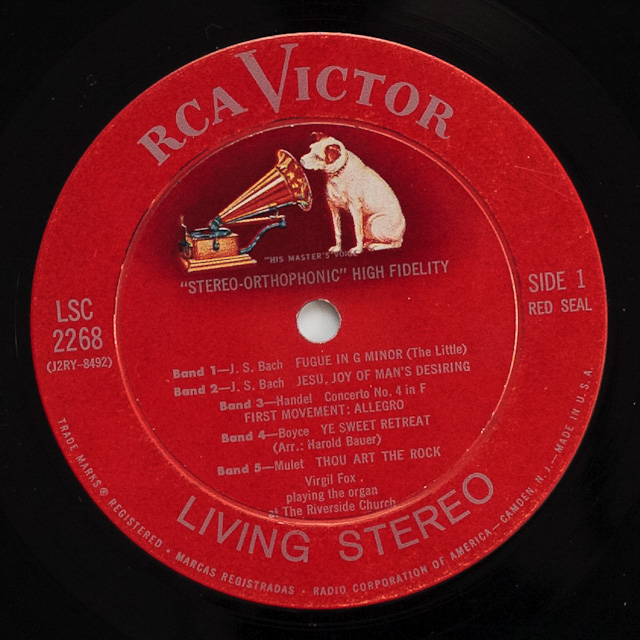 RCA VICTOR
"HIS MASTER'S VOICE"
"STEREO-ORTHOPHONIC" HIGH FIDELITY
LSC
2268
(J2RY-8492)
SIDE 1
RED SEAL
Band 1—J. S. Bach FUGUE IN G MINOR (The Little)
Band 2—J. S. Bach JESU, JOY OF MAN'S DESIRING
Band 3—Handel Concerto No. 4 in F
FIRST MOVEMENT: ALLEGRO
Band 4—Boyce YE SWEET RETREAT
(Arr.: Harold Bauer)
Band 5—Mulet THOU ART THE ROCK
Virgil Fox .
playing the organ
at The Riverside Church
LIVING STEREO
TRADE MARKS® REGISTERED • MARCAS REGISTRADAS • RADIO CORPORATION OF AMERICA—CAMDEN, N. J.—MADE IN U.S.A.